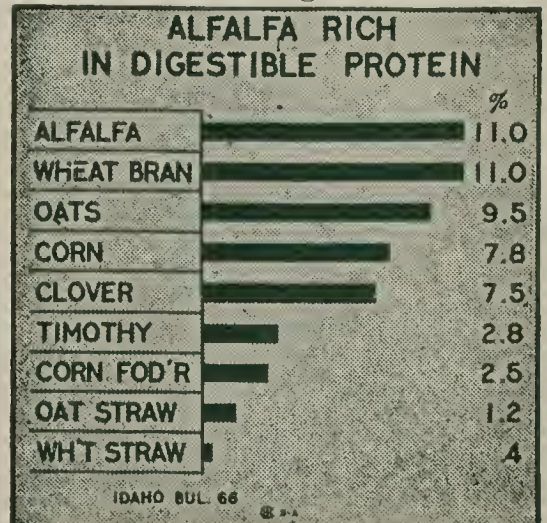 ALFALFA RICH
IN DIGESTIBLE PROTEIN
%
ALFALFA 11.0
WHEAT BRAN 11.0
OATS 9.5
CORN 7.8
CLOVER 7.5
TIMOTHY 2.8
CORN FOD'R 2.5
OAT STRAW 1.2
WH'T STRAW .4
IDAHO BUL. 66